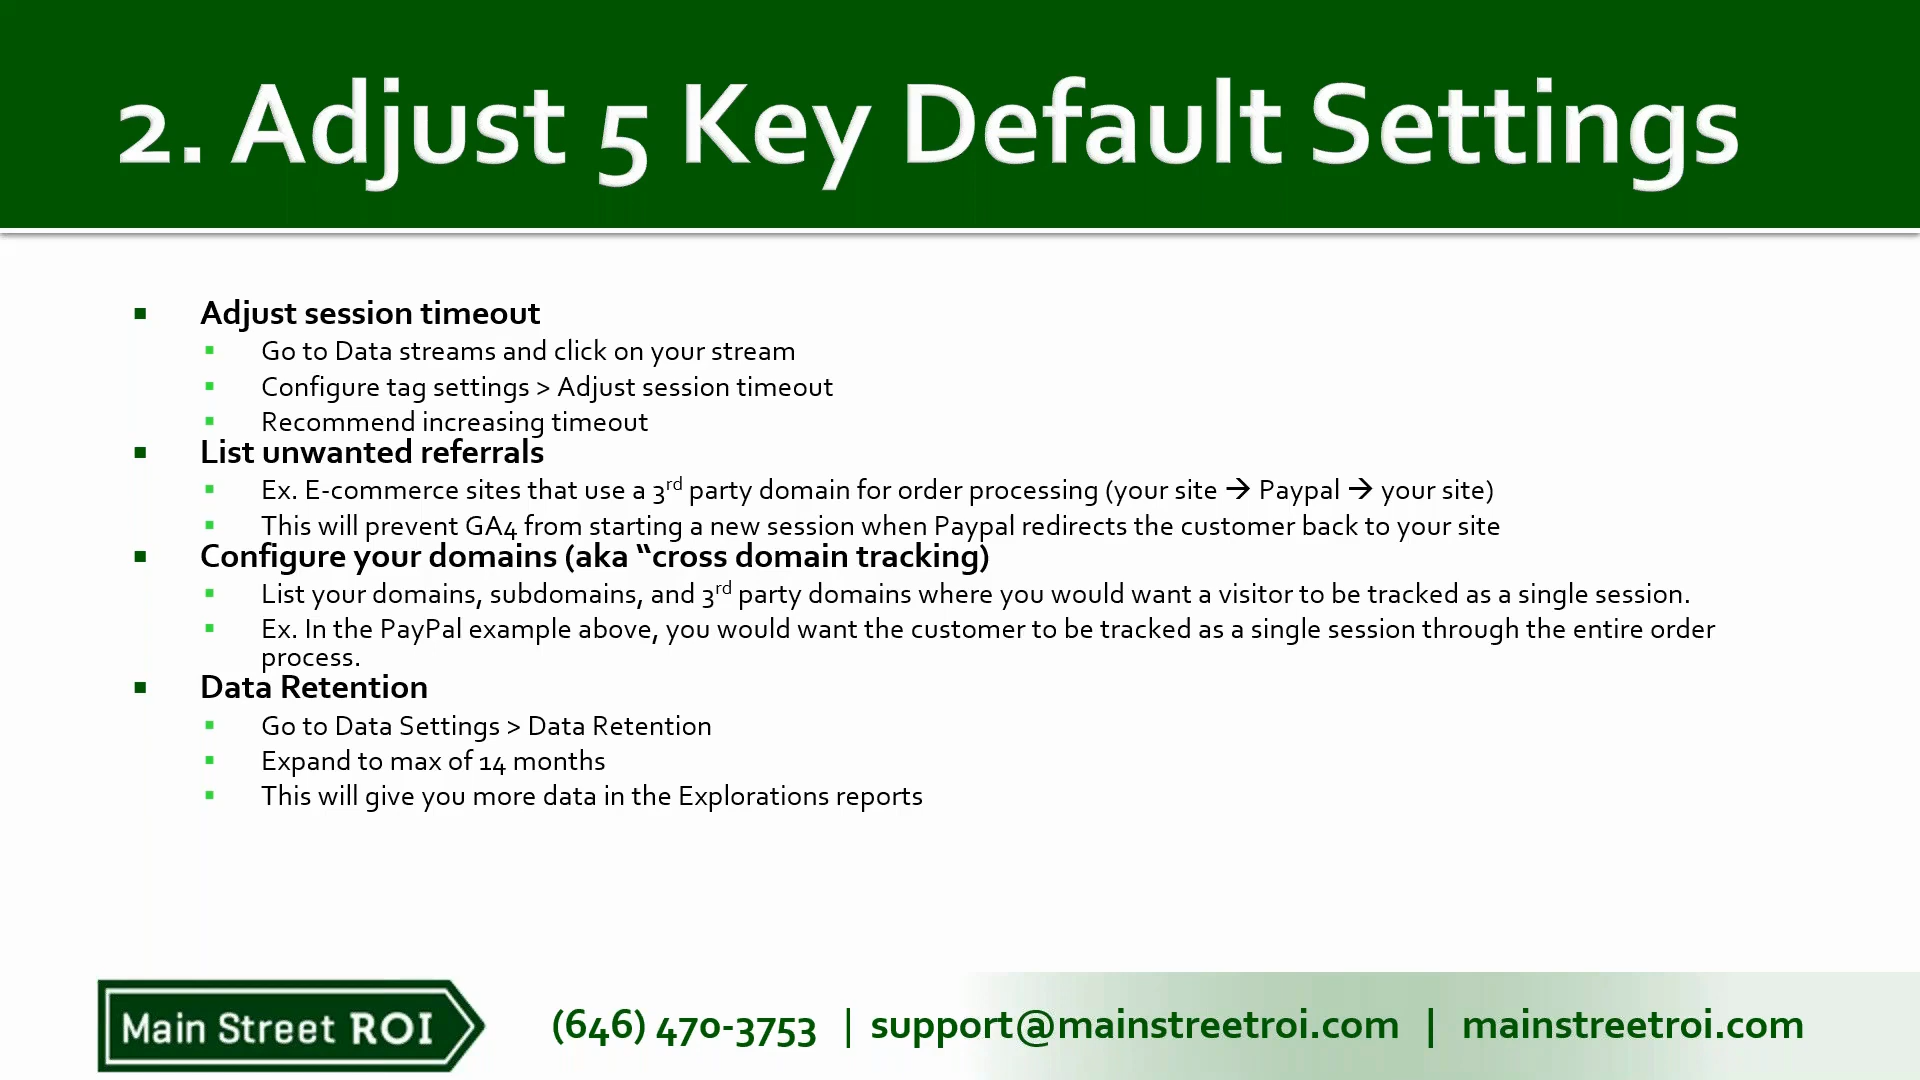 2. Adjust 5 Key Default Settings
▪ Adjust session timeout
▪ Go to Data streams and click on your stream
▪ Configure tag settings > Adjust session timeout
▪ Recommend increasing timeout
▪ List unwanted referrals
▪ Ex. E-commerce sites that use a 3rd party domain for order processing (your site → Paypal → your site)
▪ This will prevent GA4 from starting a new session when Paypal redirects the customer back to your site
▪ Configure your domains (aka “cross domain tracking)
▪ List your domains, subdomains, and 3rd party domains where you would want a visitor to be tracked as a single session.
▪ Ex. In the PayPal example above, you would want the customer to be tracked as a single session through the entire order
process.
▪ Data Retention
▪ Go to Data Settings > Data Retention
▪ Expand to max of 14 months
▪ This will give you more data in the Explorations reports
Main Street ROI
(646) 470-3753 | support@mainstreetroi.com | mainstreetroi.com